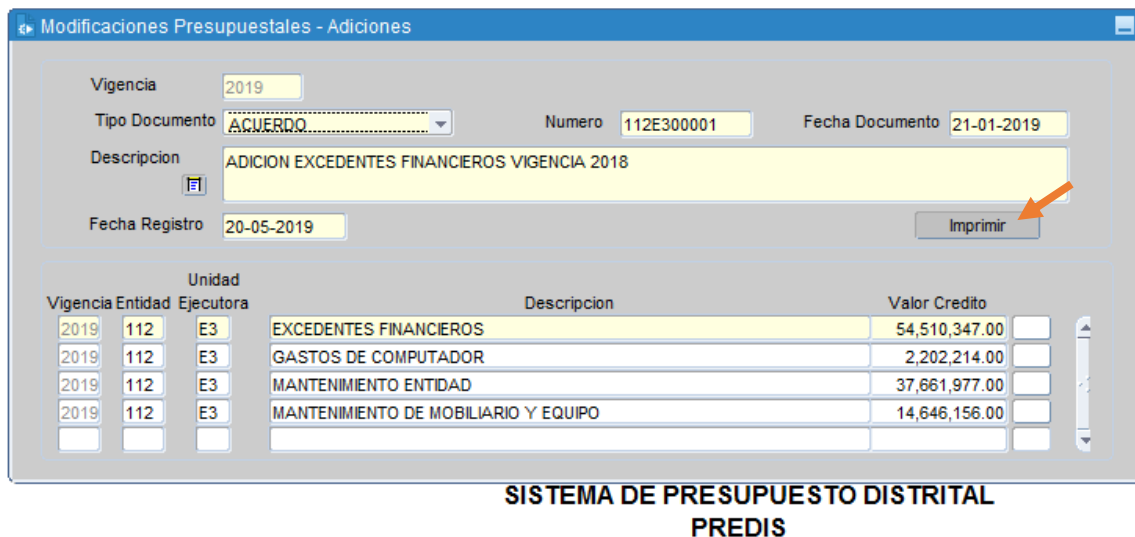 Modificaciones Presupuestales - Adiciones
Vigencia 2019
Tipo Documento ACUERDO Numero 112E300001 Fecha Documento 21-01-2019
Descripcion ADICION EXCEDENTES FINANCIEROS VIGENCIA 2018
Fecha Registro 20-05-2019 Imprimir
Unidad
Vigencia Entidad Ejecutora Descripcion Valor Credito
2019 112 E3 EXCEDENTES FINANCIEROS 54,510,347.00
2019 112 E3 GASTOS DE COMPUTADOR 2,202,214.00
2019 112 E3 MANTENIMIENTO ENTIDAD 37,661,977.00
2019 112 E3 MANTENIMIENTO DE MOBILIARIO Y EQUIPO 14,646,156.00
SISTEMA DE PRESUPUESTO DISTRITAL
PREDIS